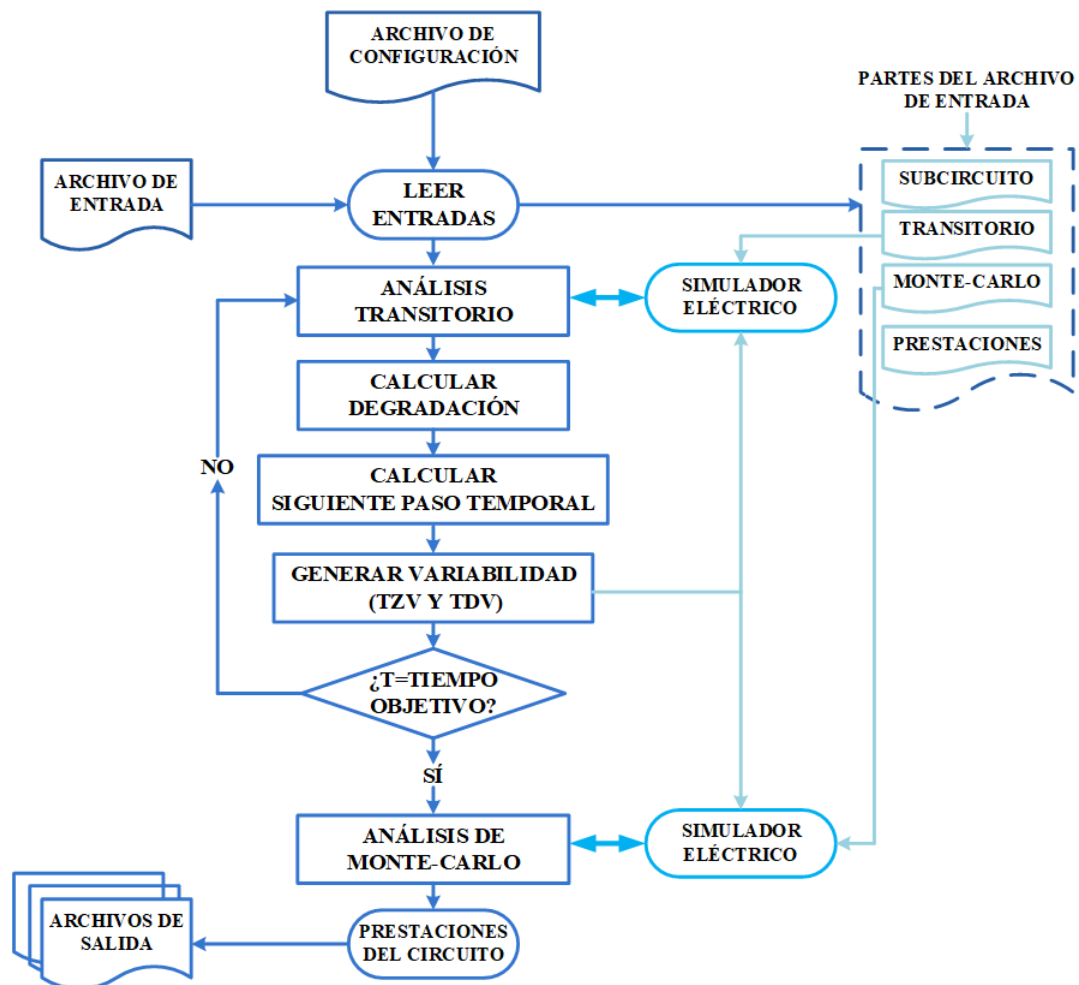 ARCHIVO DE
CONFIGURACIÓN
PARTES DEL ARCHIVO
DE ENTRADA
ARCHIVO DE
ENTRADA
LEER
ENTRADAS
SUBCIRCUITO
TRANSITORIO
MONTE-CARLO
PRESTACIONES
ANÁLISIS
TRANSITORIO
SIMULADOR
ELÉCTRICO
CALCULAR
DEGRADACIÓN
NO
CALCULAR
SIGUIENTE PASO TEMPORAL
GENERAR VARIABILIDAD
(TZV Y TDV)
¿T=TIEMPO
OBJETIVO?
SÍ
ANÁLISIS DE
MONTE-CARLO
SIMULADOR
ELÉCTRICO
PRESTACIONES
DEL CIRCUITO
ARCHIVOS DE
SALIDA